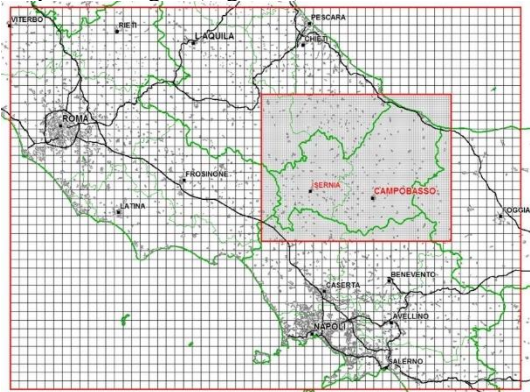 PESCARA
VITERBO
RIETI
L'AQUILA
CHIETI
ROMA
FROSINONE
SERNIA
CAMPOBASSO
LATINA
FOGGIA
BENEVENTO
CASERTA
AVELLINO
NAPOLI
SALERNO